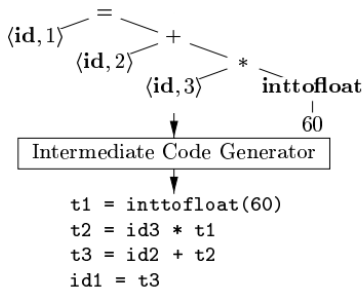 =
⟨id, 1⟩ +
⟨id, 2⟩ *
⟨id, 3⟩ inttofloat
60
Intermediate Code Generator
t1 = inttofloat(60)
t2 = id3 * t1
t3 = id2 + t2
id1 = t3